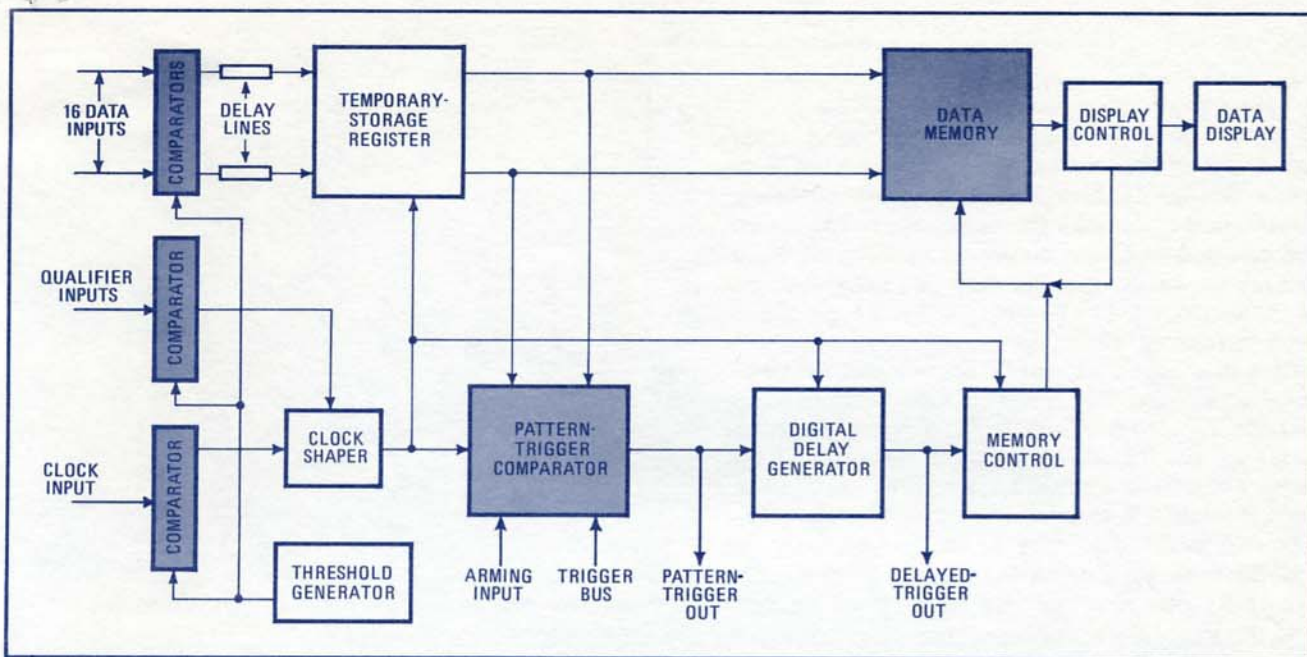 16 DATA
INPUTS
COMPARATORS
DELAY
LINES
TEMPORARY-
STORAGE
REGISTER
DATA
MEMORY
DISPLAY
CONTROL
DATA
DISPLAY
QUALIFIER
INPUTS
COMPARATOR
CLOCK
INPUT
COMPARATOR
CLOCK
SHAPER
THRESHOLD
GENERATOR
PATTERN-
TRIGGER
COMPARATOR
ARMING
INPUT
TRIGGER
BUS
PATTERN-
TRIGGER
OUT
DIGITAL
DELAY
GENERATOR
DELAYED-
TRIGGER
OUT
MEMORY
CONTROL